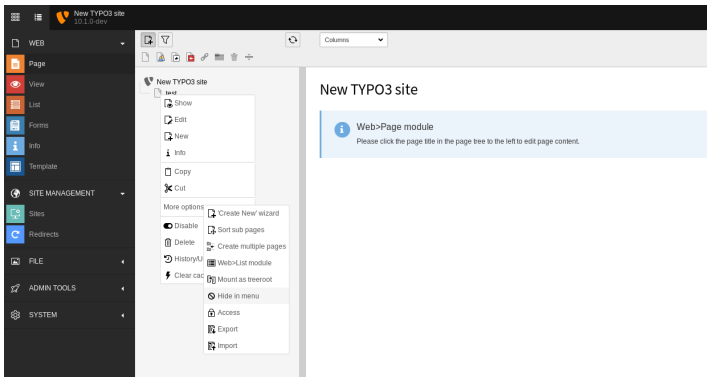 New TYPO3 site
10.1.0-dev
WEB
Page
View
List
Forms
Info
Template
SITE MANAGEMENT
Sites
Redirects
FILE
ADMIN TOOLS
SYSTEM
Columns
New TYPO3 site
test
Show
Edit
New
Info
Copy
Cut
More options
Disable
Delete
History/U
Clear cac
'Create New' wizard
Sort sub pages
Create multiple pages
Web>List module
Mount as treeroot
Hide in menu
Access
Export
Import
New TYPO3 site
Web>Page module
Please click the page title in the page tree to the left to edit page content.